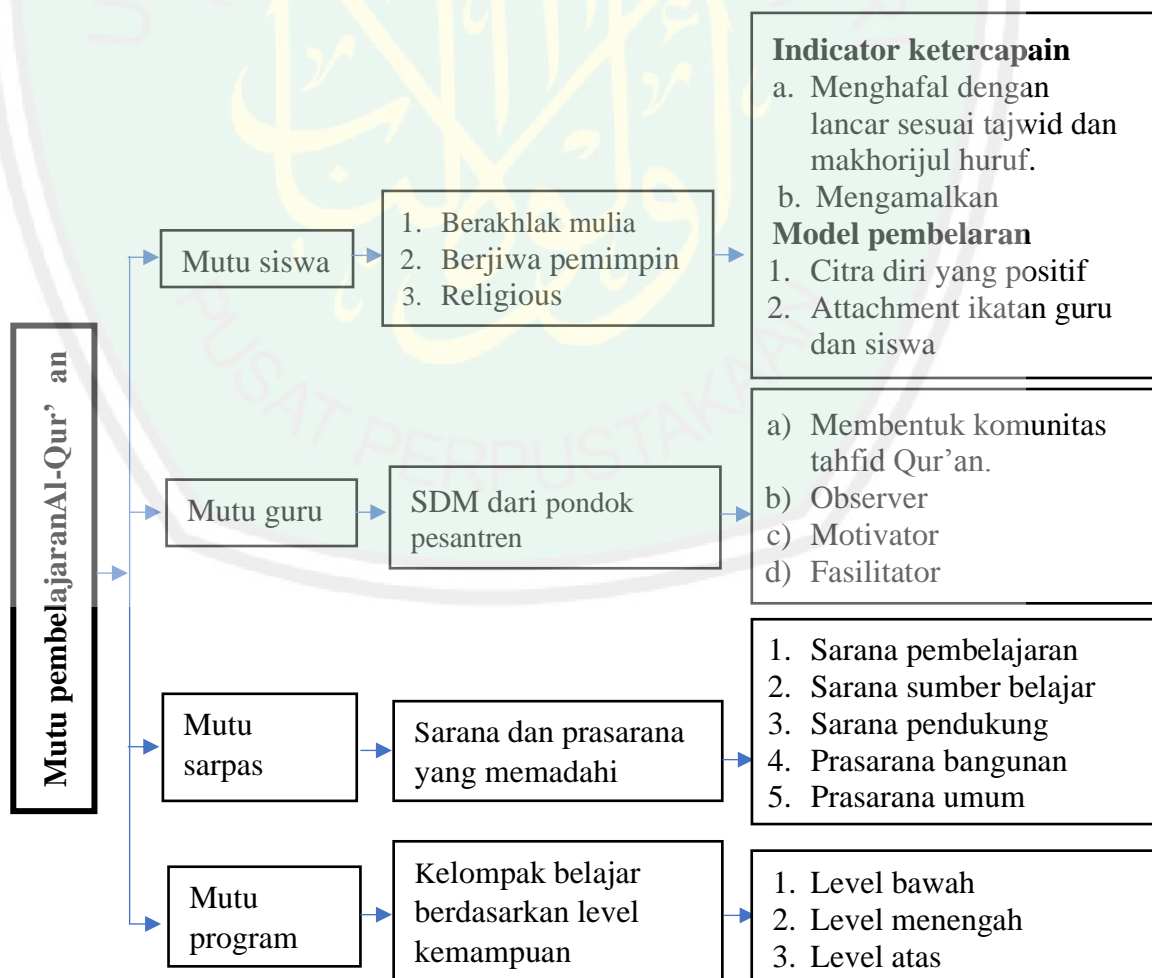 Mutu pembelajaranAl-Qur’ an
Mutu siswa
1. Berakhlak mulia
2. Berjiwa pemimpin
3. Religious
Indicator ketercapain
a. Menghafal dengan
lancar sesuai tajwid dan
makhorijul huruf.
b. Mengamalkan
Model pembelaran
1. Citra diri yang positif
2. Attachment ikatan guru
dan siswa
Mutu guru
SDM dari pondok
pesantren
a) Membentuk komunitas
tahfid Qur’an.
b) Observer
c) Motivator
d) Fasilitator
Mutu
sarpas
Sarana dan prasarana
yang memadahi
1. Sarana pembelajaran
2. Sarana sumber belajar
3. Sarana pendukung
4. Prasarana bangunan
5. Prasarana umum
Mutu
program
Kelompak belajar
berdasarkan level
kemampuan
1. Level bawah
2. Level menengah
3. Level atas
PUSAT PERPUSTAKAAN